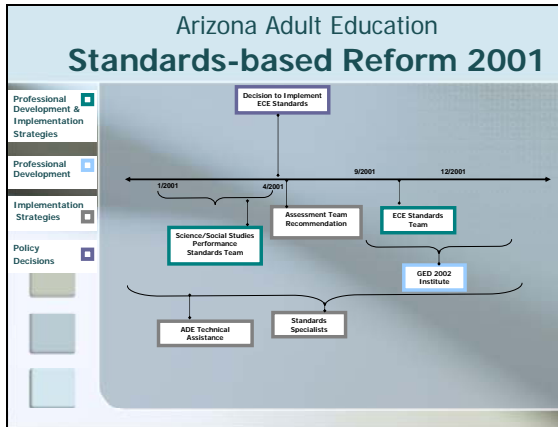 Arizona Adult Education
Standards-based Reform 2001
Professional
Development &
Implementation
Strategies
Professional
Development
Implementation
Strategies
Policy
Decisions
Decision to Implement
ECE Standards
1/2001
4/2001
9/2001
12/2001
Science/Social Studies
Performance
Standards Team
Assessment Team
Recommendation
ECE Standards
Team
GED 2002
Institute
ADE Technical
Assistance
Standards
Specialists